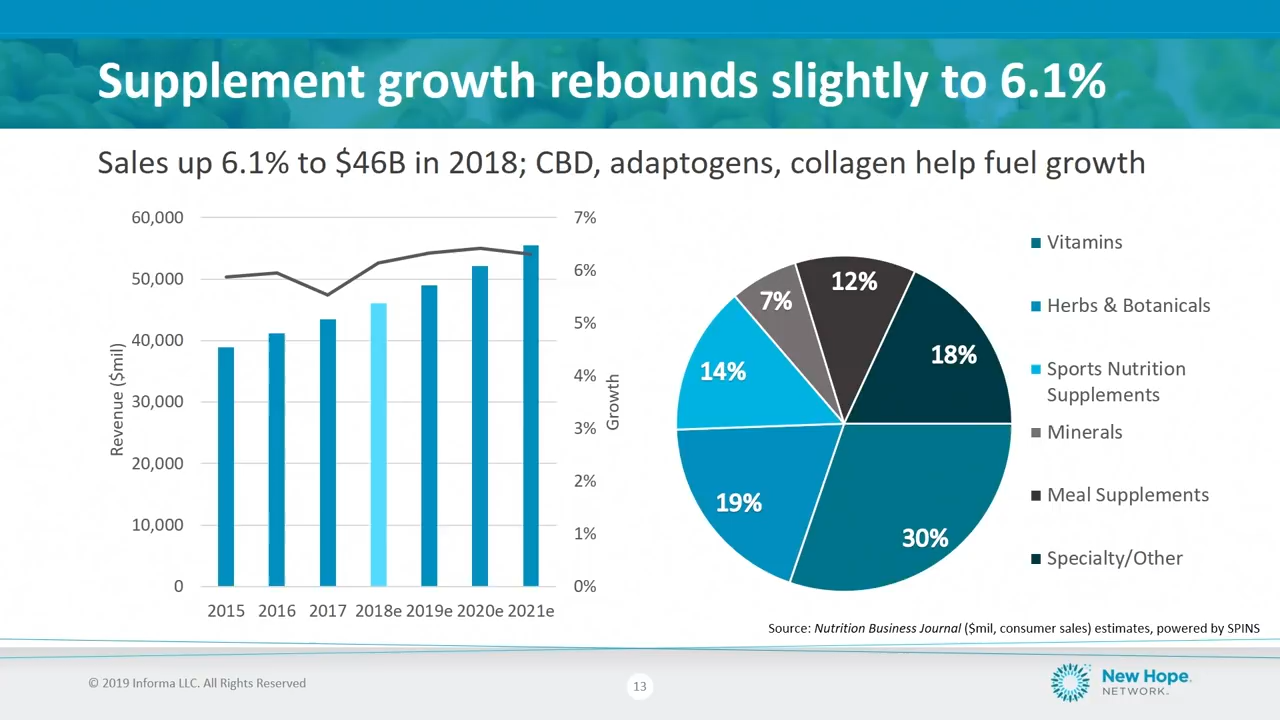 Supplement growth rebounds slightly to 6.1%
Sales up 6.1% to $46B in 2018; CBD, adaptogens, collagen help fuel growth
60,000
50,000
40,000
30,000
20,000
10,000
0
Revenue ($mil)
7%
6%
5%
4%
3%
2%
1%
0%
Growth
2015 2016 2017 2018e 2019e 2020e 2021e
12%
7%
18%
14%
19%
30%
Vitamins
Herbs & Botanicals
Sports Nutrition
Supplements
Minerals
Meal Supplements
Specialty/Other
Source: Nutrition Business Journal ($mil, consumer sales) estimates, powered by SPINS
© 2019 Informa LLC. All Rights Reserved
13
New Hope
NETWORK